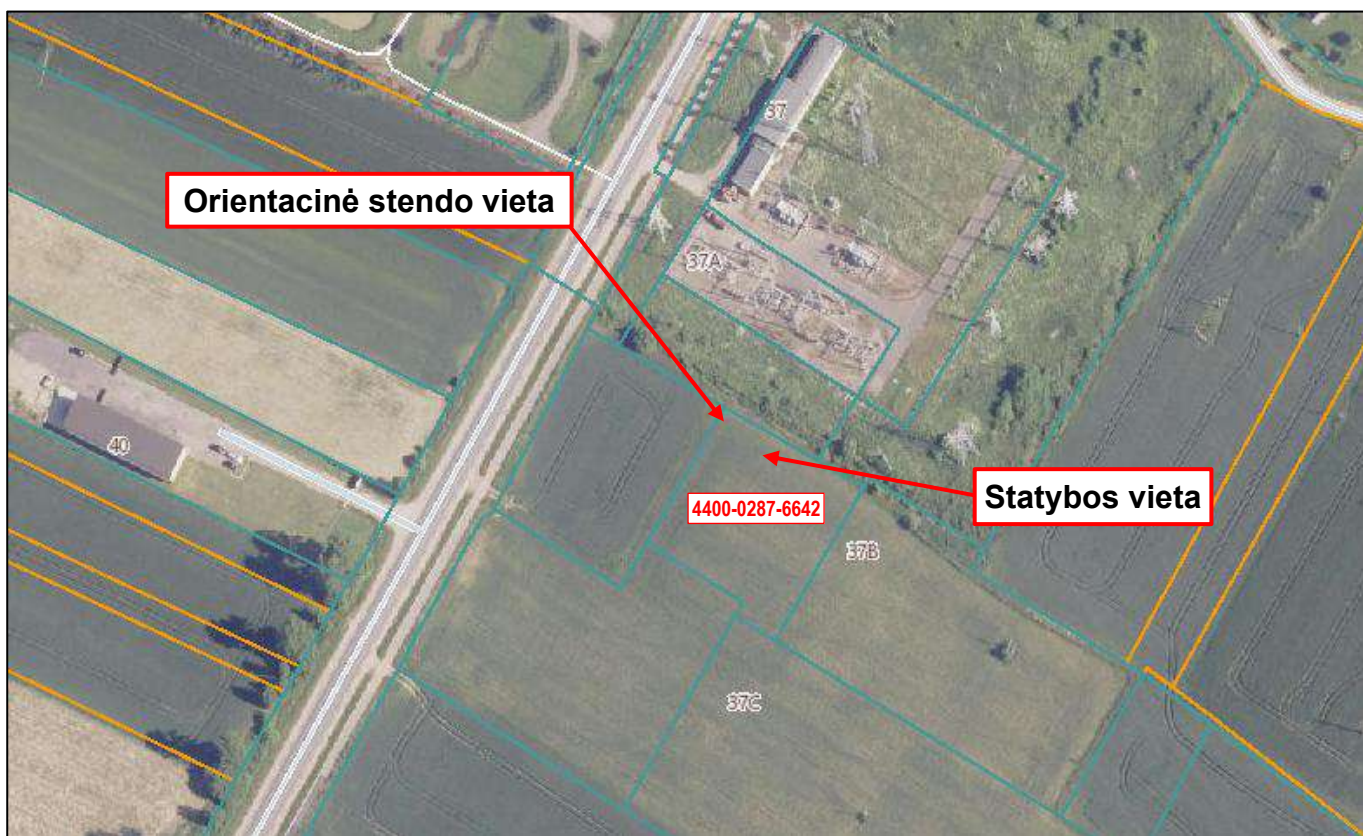 37
Orientacinė stendo vieta
37A
40
Statybos vieta
4400-0287-6642
37B
37C